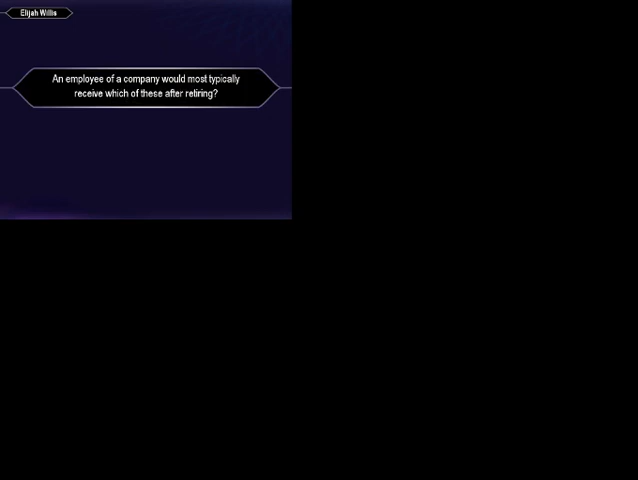 Elijah Willis
An employee of a company would most typically
receive which of these after retiring?